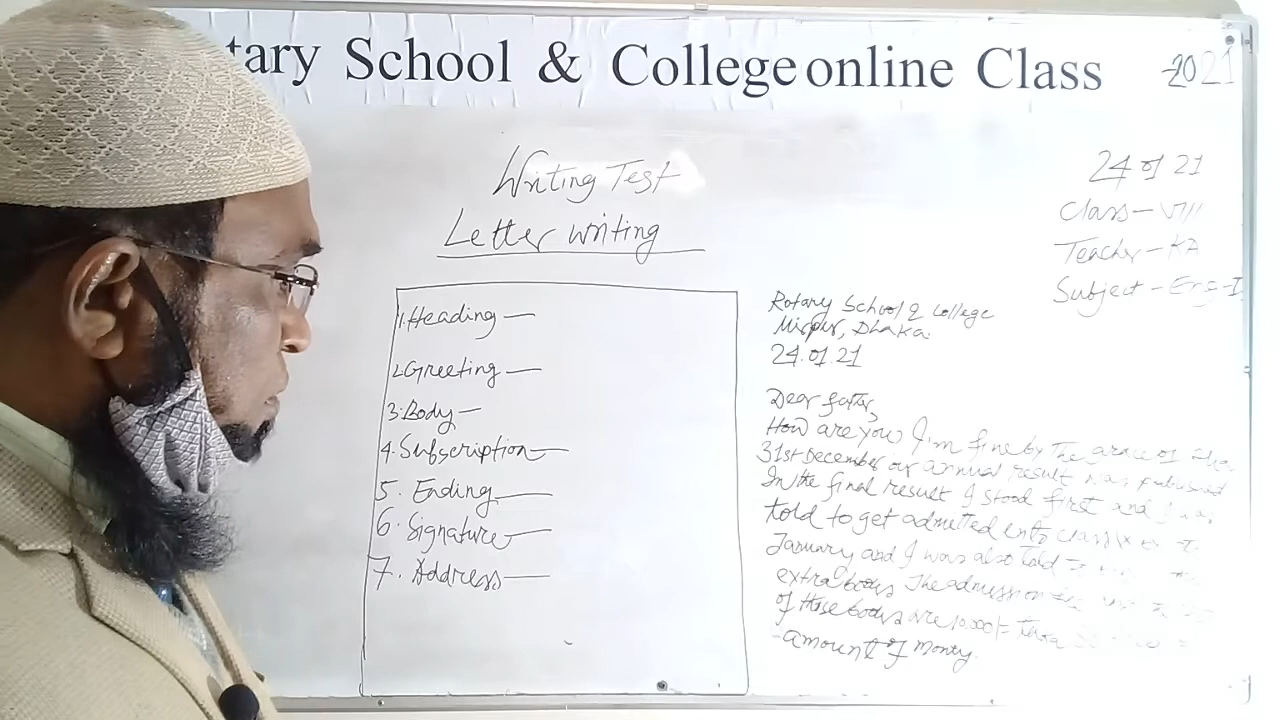 tary School & College online Class -2021
Writing Test
Letter writing
24 01 21
Class-VIII
Teacher-KA
Subject-Eng-I
1. Heading —
2. Greeting —
3. Body —
4. Subscription —
5. Ending —
6. Signature —
7. Address —
Rotary School & College
Mirpur, Dhaka.
24.01.21
Dear father,
How are you I'm fine by the grace of
31st December our annual result was published
In the final result I stood first and I was
told to get admitted into class IX
January and I was also told to
extra books. The admission fee
of these books are 10,000/=
amount of money.